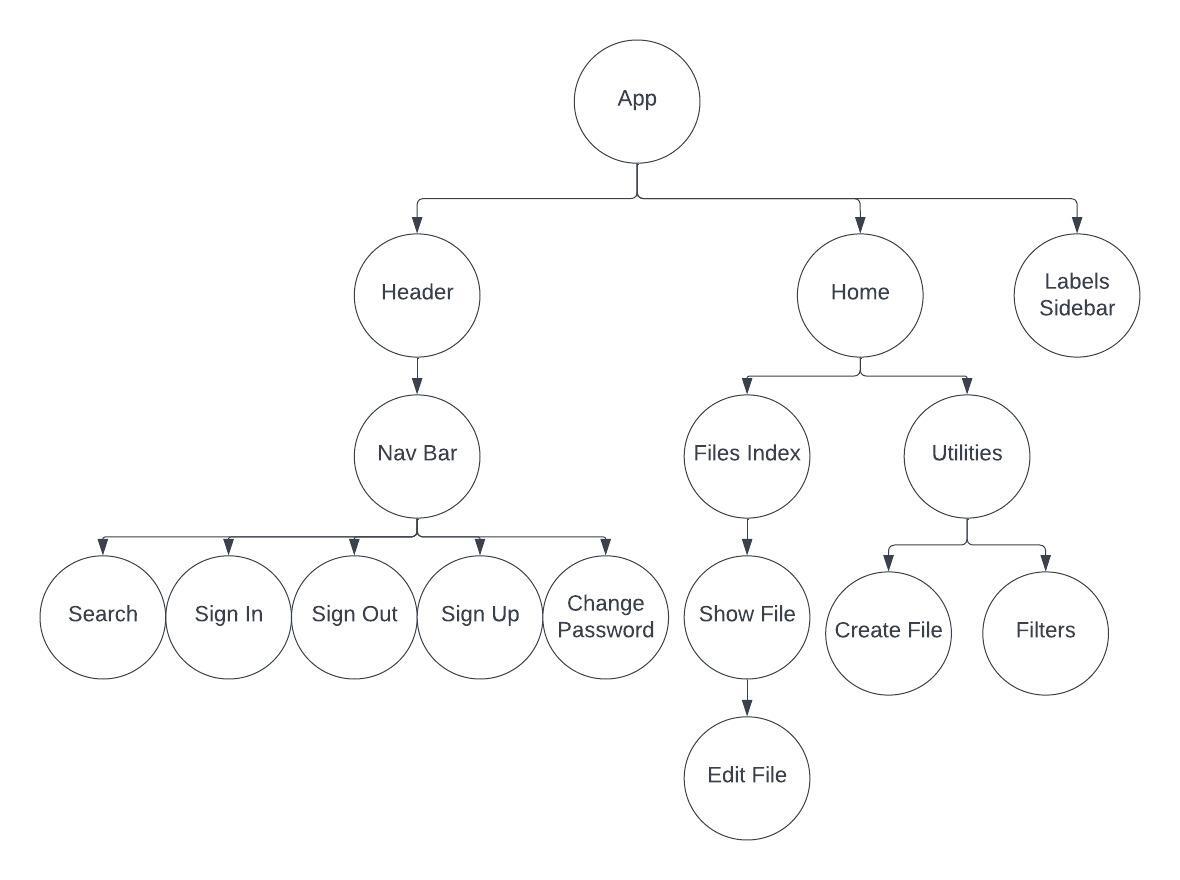 App
Header
Home
Labels
Sidebar
Nav Bar
Files Index
Utilities
Search
Sign In
Sign Out
Sign Up
Change
Password
Show File
Create File
Filters
Edit File